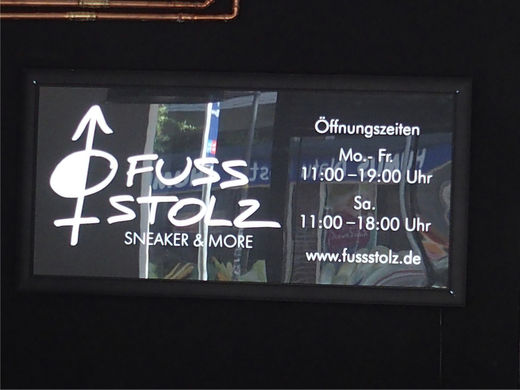 FUSS
STOLZ
SNEAKER & MORE
Öffnungszeiten
Mo.- Fr.
11:00 –19:00 Uhr
Sa.
11:00 –18:00 Uhr
www.fussstolz.de